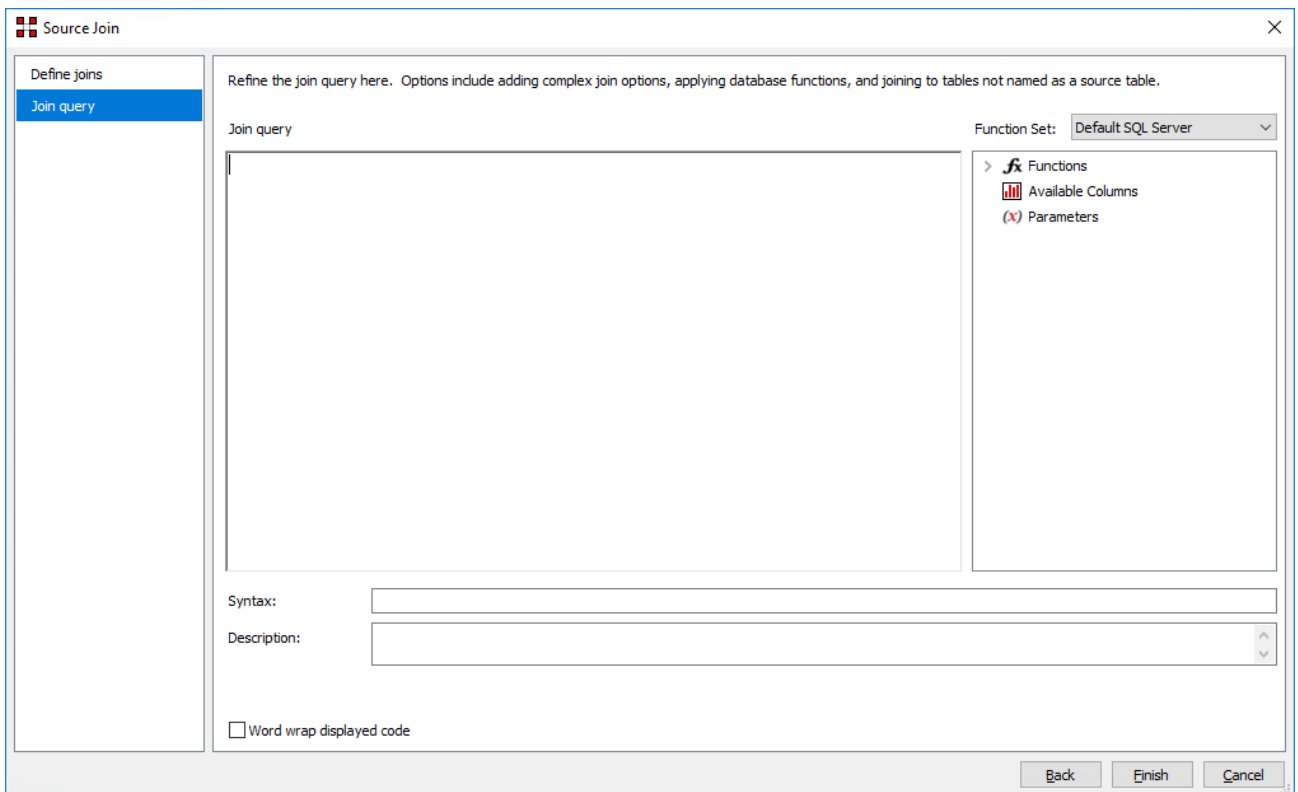 Source Join
Define joins
Join query
Refine the join query here.  Options include adding complex join options, applying database functions, and joining to tables not named as a source table.
Join query
Function Set: Default SQL Server
fx Functions
Available Columns
(x) Parameters
Syntax:
Description:
Word wrap displayed code
Back Finish Cancel